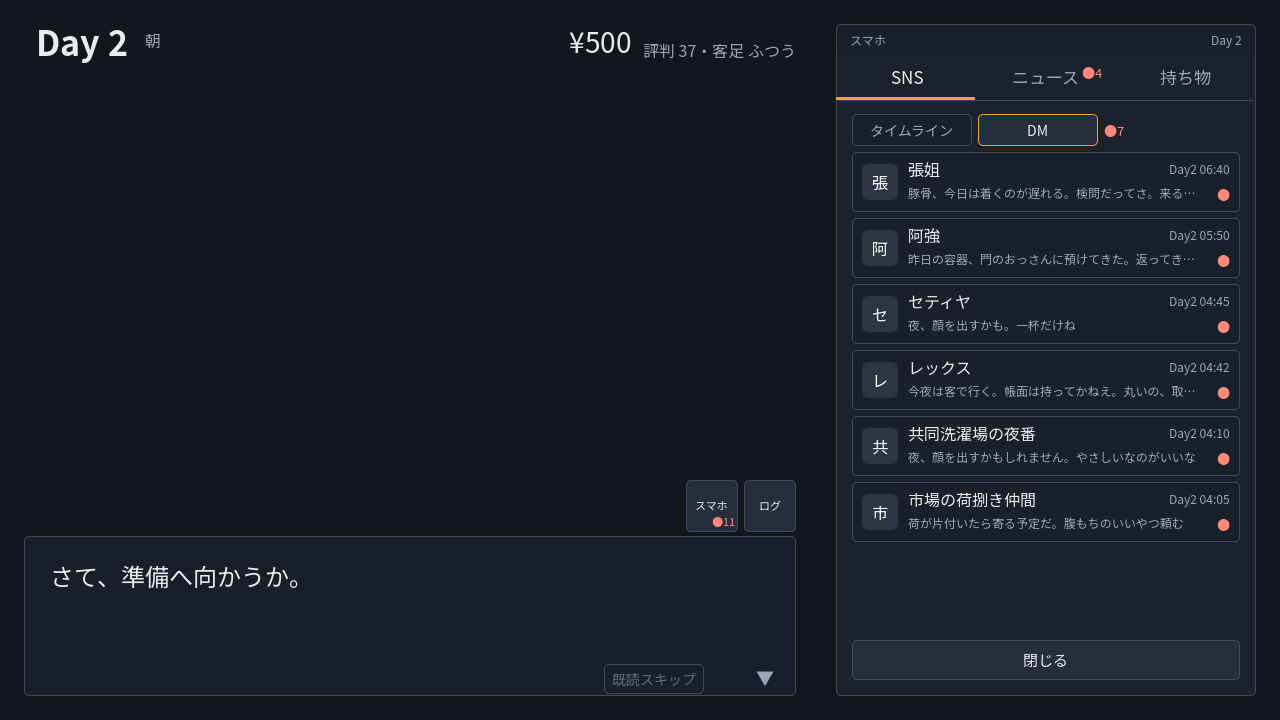 Day 2 朝
¥500 評判 37・客足 ふつう
スマホ Day 2
SNS ニュース 4 持ち物
タイムライン DM 7
張 張姐 Day2 06:40
豚骨、今日は着くのが遅れる。検問だってさ。来る…
阿 阿強 Day2 05:50
昨日の容器、門のおっさんに預けてきた。返ってき…
セ セティヤ Day2 04:45
夜、顔を出すかも。一杯だけね
レ レックス Day2 04:42
今夜は客で行く。帳面は持ってかねえ。丸いの、取…
共 共同洗濯場の夜番 Day2 04:10
夜、顔を出すかもしれません。やさしいなのがいいな
市 市場の荷捌き仲間 Day2 04:05
荷が片付いたら寄る予定だ。腹もちのいいやつ頼む
閉じる
スマホ 11 ログ
さて、準備へ向かうか。
既読スキップ ▼